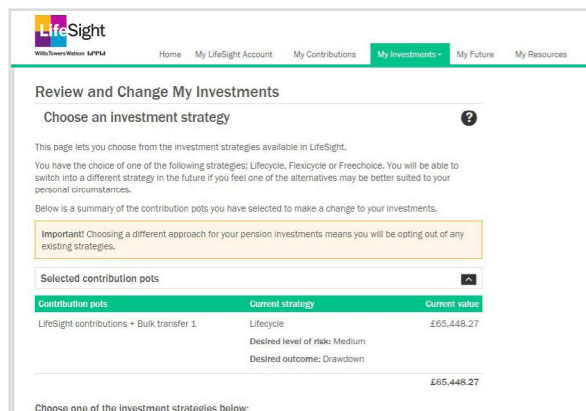 LifeSight
WillisTowersWatson
Home My LifeSight Account My Contributions My Investments My Future My Resources
Review and Change My Investments
Choose an investment strategy
?
This page lets you choose from the investment strategies available in LifeSight.
You have the choice of one of the following strategies; Lifecycle, Flexicycle or Freechoice. You will be able to
switch into a different strategy in the future if you feel one of the alternatives may be better suited to your
personal circumstances.
Below is a summary of the contribution pots you have selected to make a change to your investments.
Important! Choosing a different approach for your pension investments means you will be opting out of any
existing strategies.
Selected contribution pots
Contribution pots Current strategy Current value
LifeSight contributions + Bulk transfer 1 Lifecycle £65,448.27
Desired level of risk: Medium
Desired outcome: Drawdown
£65,448.27
Choose one of the investment strategies below: